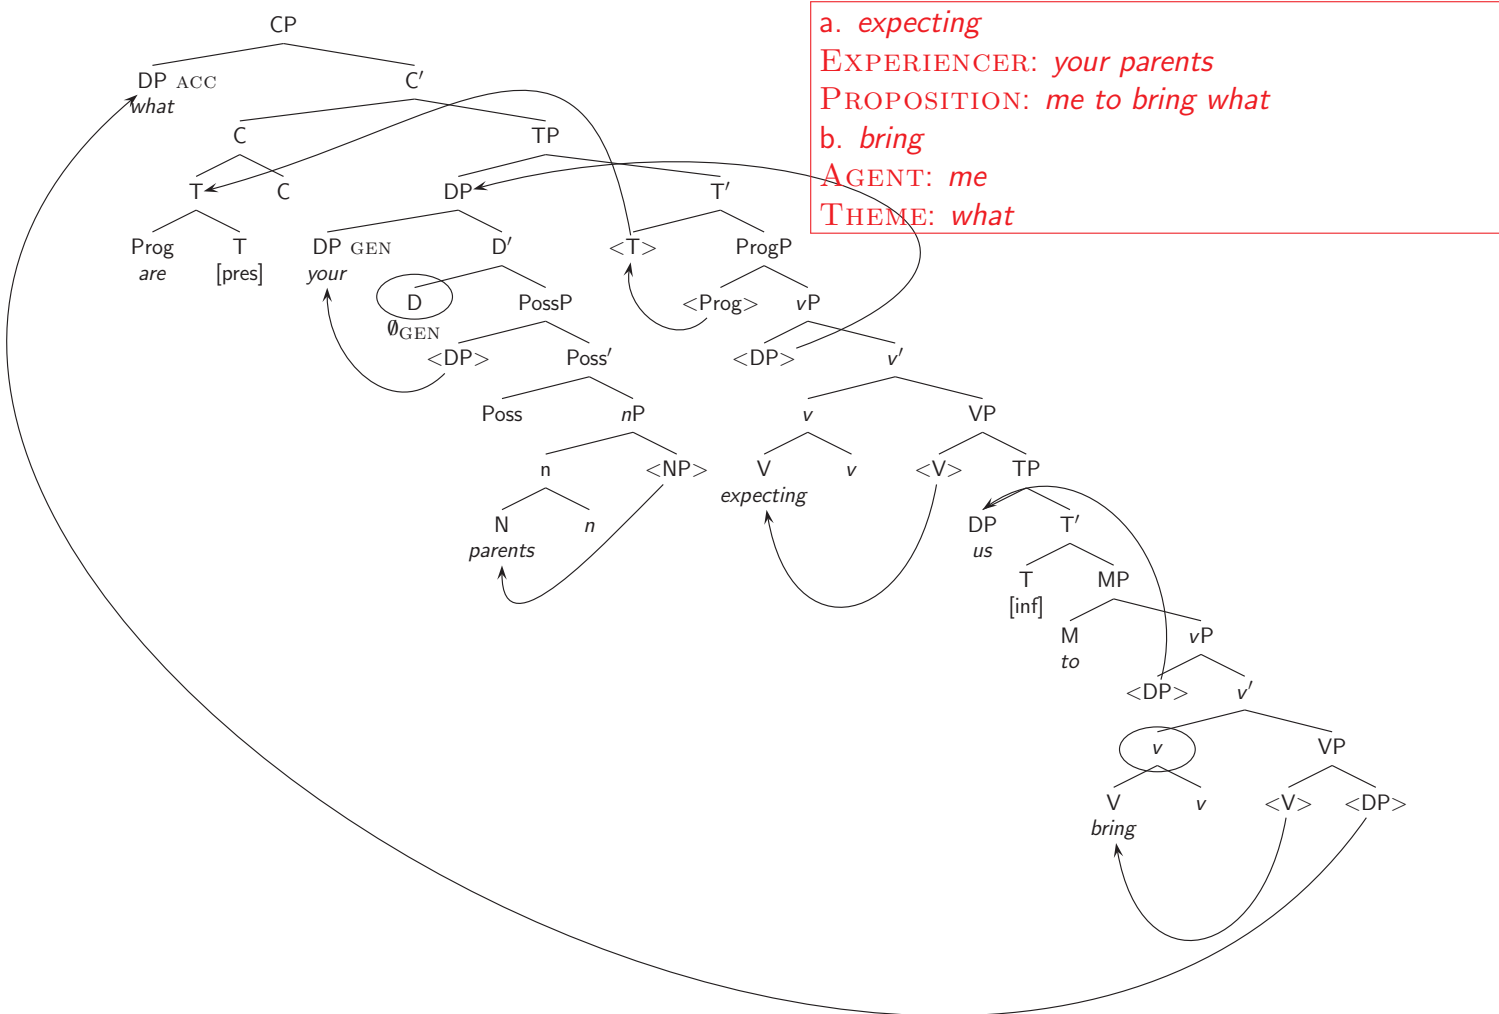 CP
a. expecting
EXPERIENCER: your parents
PROPOSITION: me to bring what
b. bring
AGENT: me
THEME: what
DP ACC C′
what
C TP
T C DP T′
Prog T DP GEN D′ <T> ProgP
are [pres] your
D PossP <Prog> vP
∅GEN
<DP> Poss′ <DP> v′
Poss nP v VP
n <NP> V v <V> TP
expecting
N n DP T′
parents us
T MP
[inf]
M vP
to
<DP> v′
v VP
V v <V> <DP>
bring